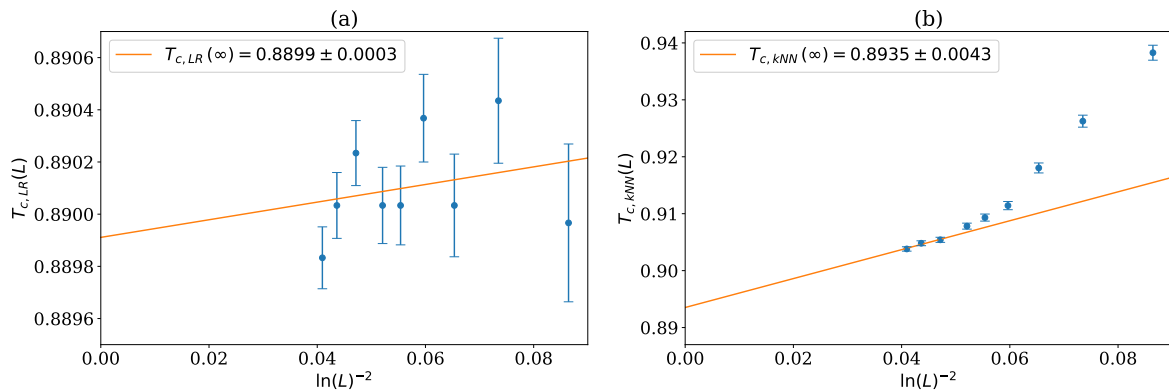 (a)
T_{c,LR}(∞) = 0.8899 ± 0.0003
0.8906
0.8904
0.8902
0.8900
0.8898
0.8896
T_{c,LR}(L)
0.00 0.02 0.04 0.06 0.08
ln(L)^{-2}
(b)
T_{c,kNN}(∞) = 0.8935 ± 0.0043
0.94
0.93
0.92
0.91
0.90
0.89
T_{c,kNN}(L)
0.00 0.02 0.04 0.06 0.08
ln(L)^{-2}